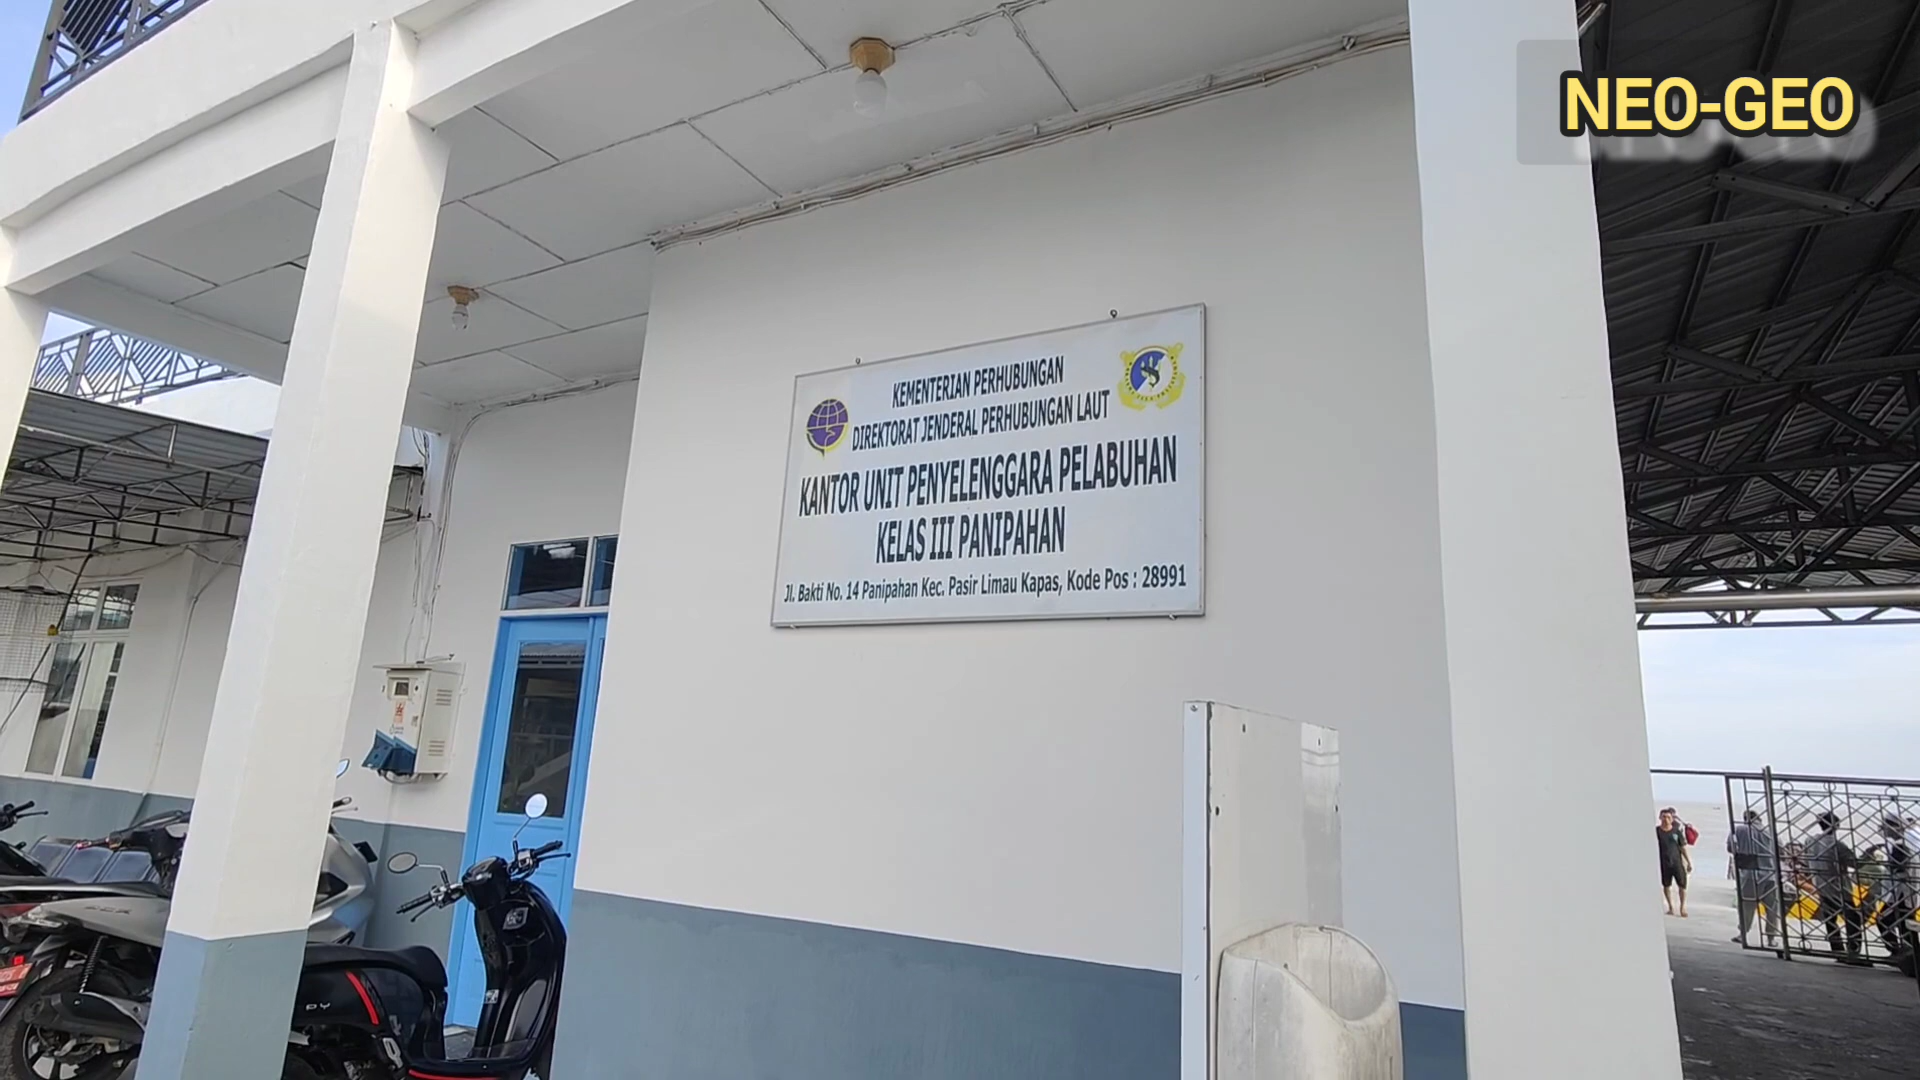 NEO-GEO
KEMENTERIAN PERHUBUNGAN
DIREKTORAT JENDERAL PERHUBUNGAN LAUT
KANTOR UNIT PENYELENGGARA PELABUHAN
KELAS III PANIPAHAN
Jl. Bakti No. 14 Panipahan Kec. Pasir Limau Kapas, Kode Pos : 28991